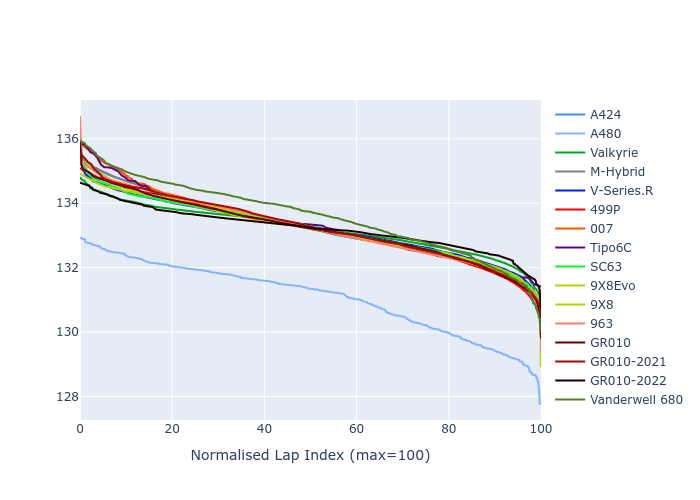 136
134
132
130
128
0 20 40 60 80 100
Normalised Lap Index (max=100)
A424
A480
Valkyrie
M-Hybrid
V-Series.R
499P
007
Tipo6C
SC63
9X8Evo
9X8
963
GR010
GR010-2021
GR010-2022
Vanderwell 680